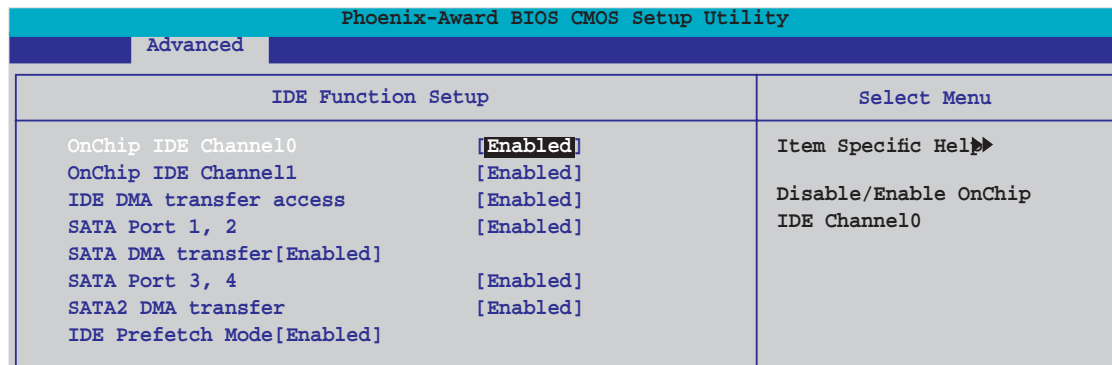 Phoenix-Award BIOS CMOS Setup Utility
Advanced
IDE Function Setup
Select Menu
OnChip IDE Channel0 [Enabled]
OnChip IDE Channel1 [Enabled]
IDE DMA transfer access [Enabled]
SATA Port 1, 2 [Enabled]
SATA DMA transfer[Enabled]
SATA Port 3, 4 [Enabled]
SATA2 DMA transfer [Enabled]
IDE Prefetch Mode[Enabled]
Item Specific Help
Disable/Enable OnChip
IDE Channel0